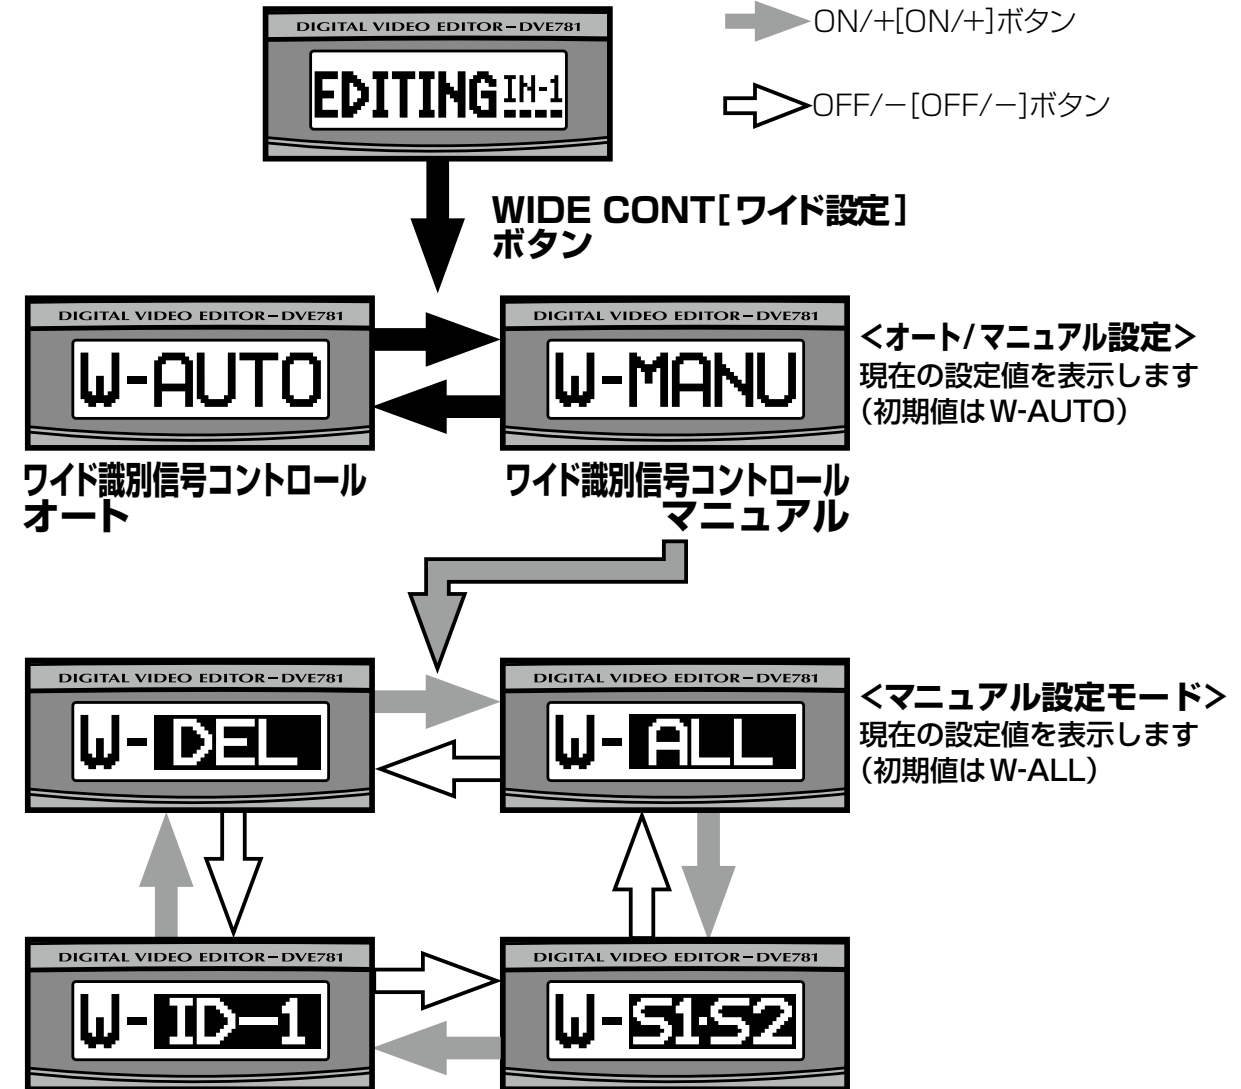 DIGITAL VIDEO EDITOR-DVE781
EDITING IN-1
ON/+[ON/+]ボタン
OFF/−[OFF/−]ボタン
WIDE CONT[ワイド設定]
ボタン
DIGITAL VIDEO EDITOR-DVE781
W-AUTO
DIGITAL VIDEO EDITOR-DVE781
W-MANU
<オート/マニュアル設定>
現在の設定値を表示します
(初期値はW-AUTO)
ワイド識別信号コントロール
オート
ワイド識別信号コントロール
マニュアル
DIGITAL VIDEO EDITOR-DVE781
W-DEL
DIGITAL VIDEO EDITOR-DVE781
W-ALL
<マニュアル設定モード>
現在の設定値を表示します
(初期値はW-ALL)
DIGITAL VIDEO EDITOR-DVE781
W-ID-1
DIGITAL VIDEO EDITOR-DVE781
W-S1·S2